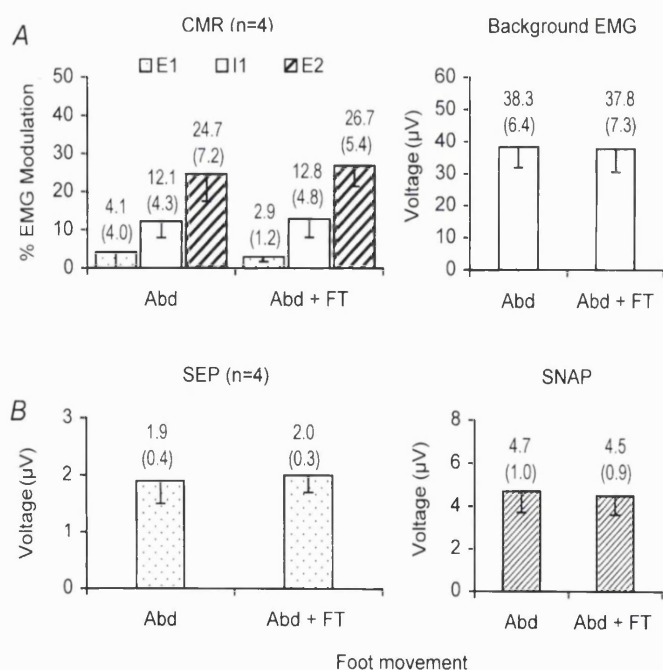 A
CMR (n=4)
E1 I1 E2
% EMG Modulation
50
40
30
20
10
0
4.1
(4.0)
12.1
(4.3)
24.7
(7.2)
2.9
(1.2)
12.8
(4.8)
26.7
(5.4)
Abd
Abd + FT
Background EMG
Voltage (µV)
60
50
40
30
20
10
0
38.3
(6.4)
37.8
(7.3)
Abd
Abd + FT
B
SEP (n=4)
Voltage (µV)
3
2
1
0
1.9
(0.4)
2.0
(0.3)
Abd
Abd + FT
SNAP
Voltage (µV)
8
6
4
2
0
4.7
(1.0)
4.5
(0.9)
Abd
Abd + FT
Foot movement